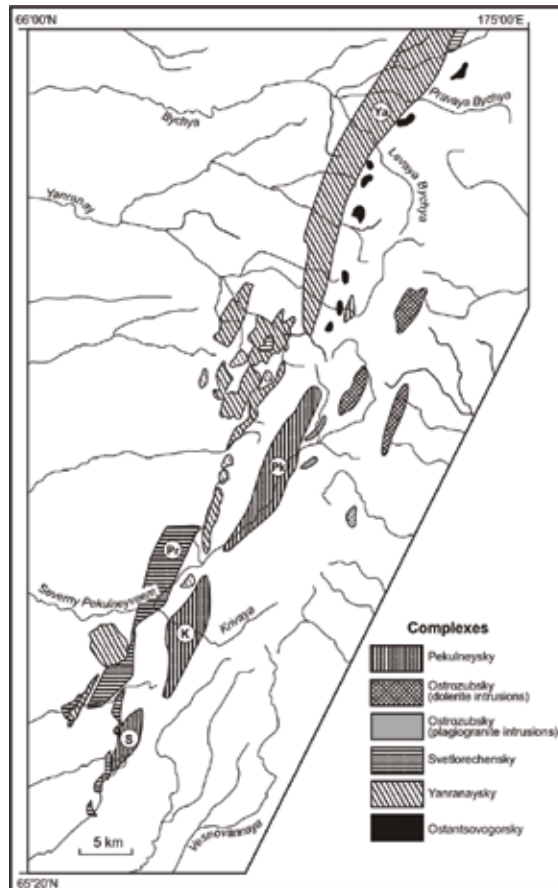 66°00'N
175°00'E
Bychya
Pravaya Bychya
Ya
Levaya Bychya
Yanranay
Pk
Pr
Severny Pekulneyveem
K
Krivaya
S
Complexes
Pekulneysky
Ostrozubsky
(dolerite intrusions)
Ostrozubsky
(plagiogranite intrusions)
Svetlorechensky
Yanranaysky
Ostantsovogorsky
5 km
Vesnovannaya
65°20'N